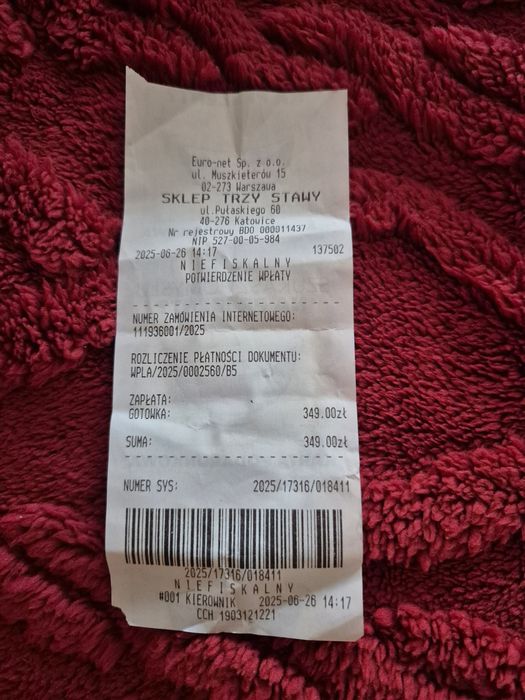 Euro-net Sp. z o.o.
ul. Muszkieterów 15
02-273 Warszawa
SKLEP TRZY STAWY
ul.Pułaskiego 60
40-276 Katowice
Nr rejestrowy BDO 000011437
NIP 527-00-05-984
2025-06-26 14:17 137502
N I E F I S K A L N Y
POTWIERDZENIE WPŁATY
NUMER ZAMÓWIENIA INTERNETOWEGO:
111936001/2025
ROZLICZENIE PŁATNOŚCI DOKUMENTU:
WPLA/2025/0002560/B5
ZAPŁATA:
GOTÓWKA: 349.00zł
SUMA: 349.00zł
NUMER SYS: 2025/17316/018411
2025/17316/018411
N I E F I S K A L N Y
#001 KIEROWNIK 2025-06-26 14:17
CCH 1903121221